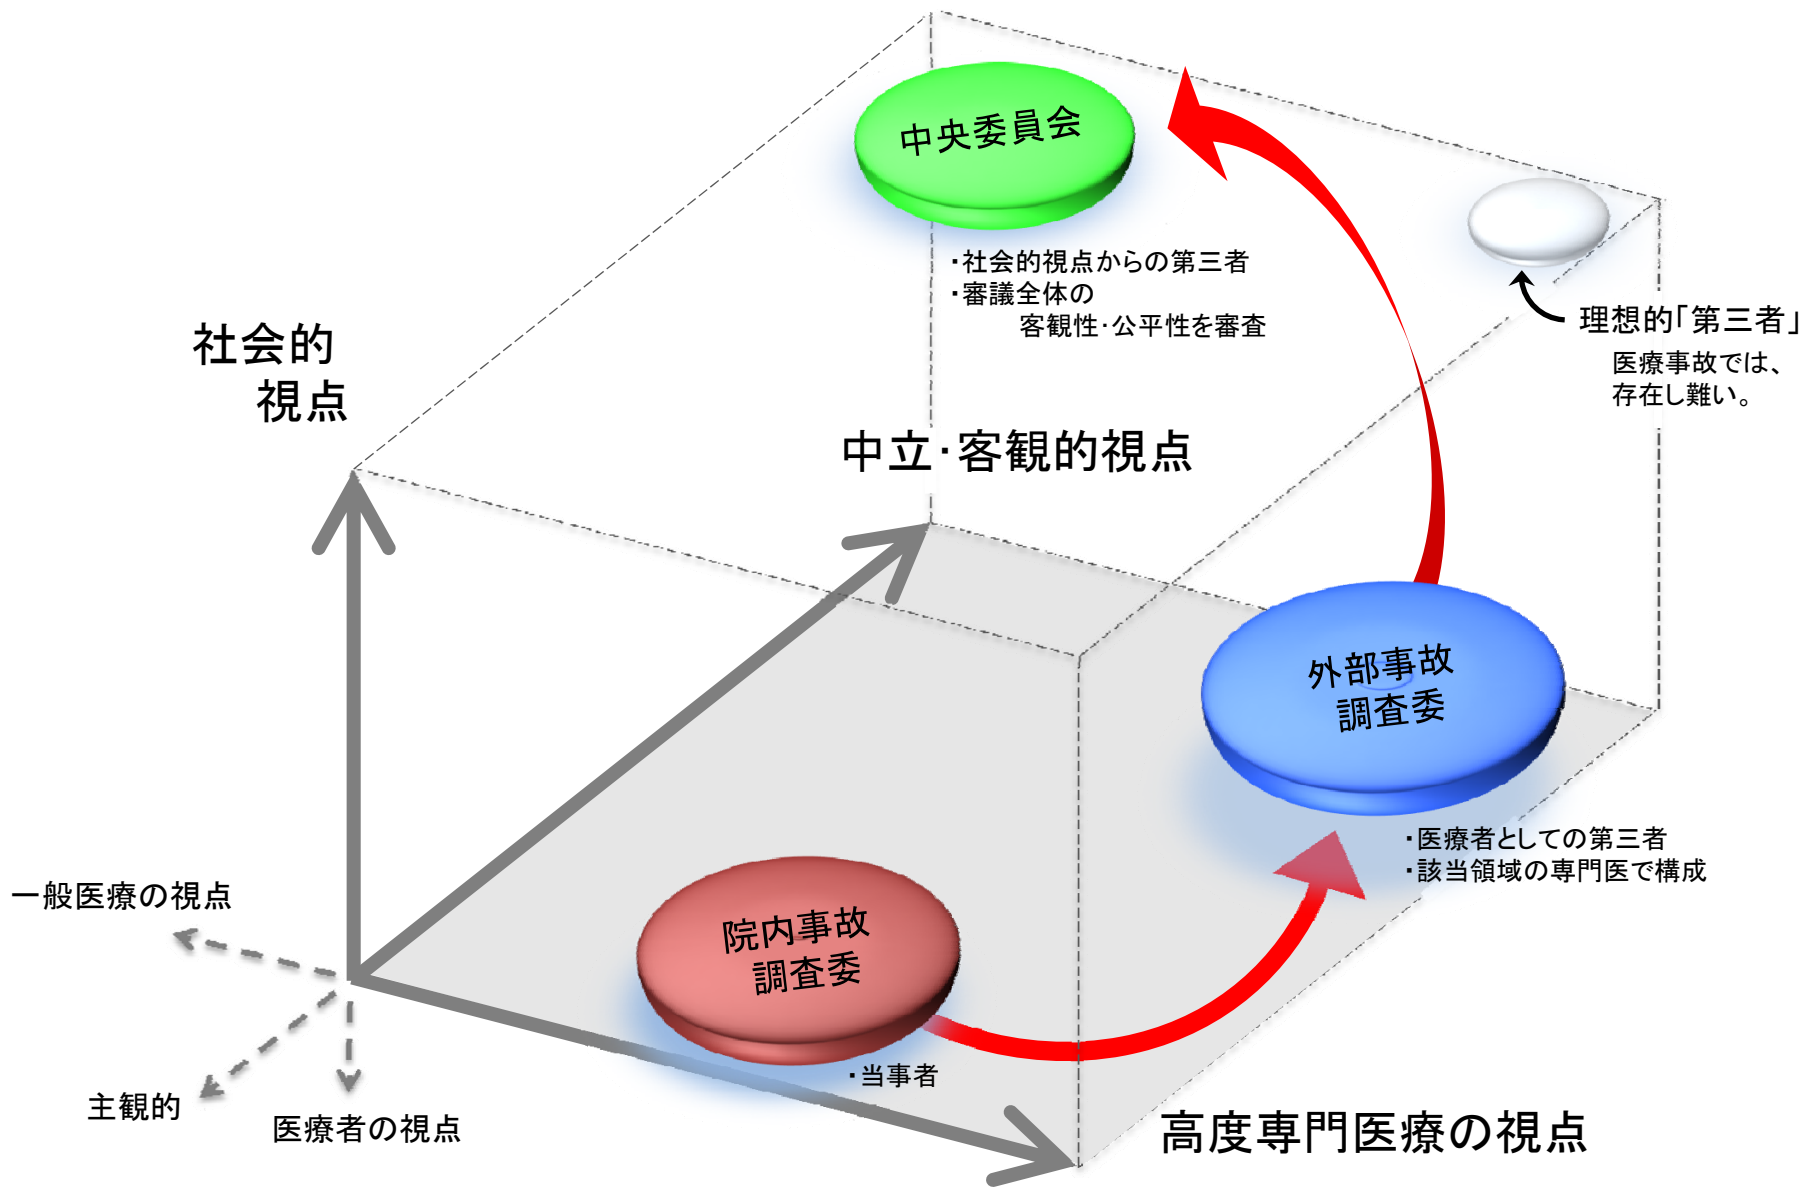 中央委員会
・社会的視点からの第三者
・審議全体の
客観性・公平性を審査
理想的「第三者」
医療事故では、
存在し難い。
社会的
視点
中立・客観的視点
外部事故
調査委
・医療者としての第三者
・該当領域の専門医で構成
一般医療の視点
院内事故
調査委
・当事者
主観的
医療者の視点
高度専門医療の視点